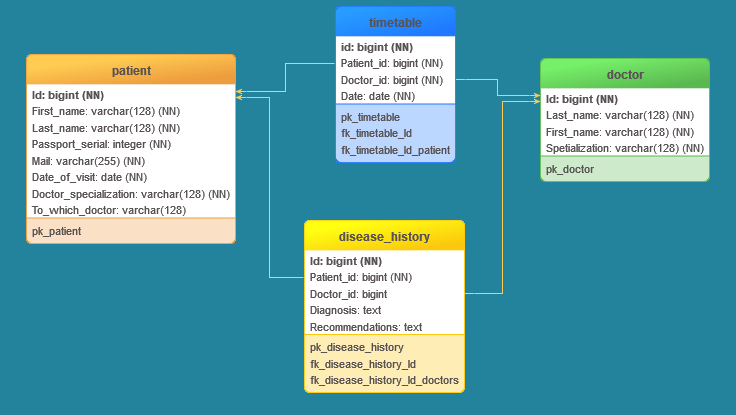 timetable
id: bigint (NN)
Patient_id: bigint (NN)
Doctor_id: bigint (NN)
Date: date (NN)
pk_timetable
fk_timetable_Id
fk_timetable_Id_patient
patient
Id: bigint (NN)
First_name: varchar(128) (NN)
Last_name: varchar(128) (NN)
Passport_serial: integer (NN)
Mail: varchar(255) (NN)
Date_of_visit: date (NN)
Doctor_specialization: varchar(128) (NN)
To_which_doctor: varchar(128)
pk_patient
doctor
Id: bigint (NN)
Last_name: varchar(128) (NN)
First_name: varchar(128) (NN)
Spetialization: varchar(128) (NN)
pk_doctor
disease_history
Id: bigint (NN)
Patient_id: bigint (NN)
Doctor_id: bigint
Diagnosis: text
Recommendations: text
pk_disease_history
fk_disease_history_Id
fk_disease_history_Id_doctors